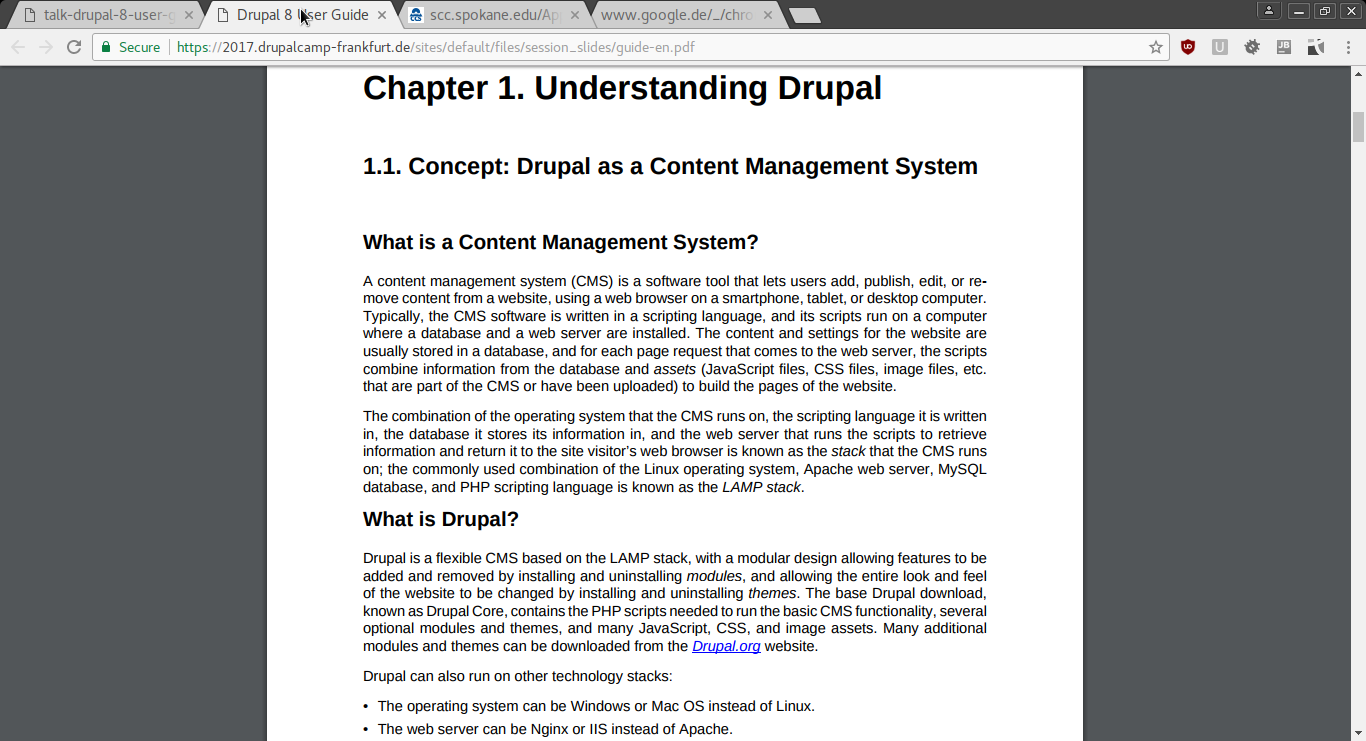 talk-drupal-8-user-g
Drupal 8 User Guide
scc.spokane.edu/Ap
www.google.de/_/chro
Secure
https://2017.drupalcamp-frankfurt.de/sites/default/files/session_slides/guide-en.pdf
U
JB
Chapter 1. Understanding Drupal
1.1. Concept: Drupal as a Content Management System
What is a Content Management System?
A content management system (CMS) is a software tool that lets users add, publish, edit, or re-
move content from a website, using a web browser on a smartphone, tablet, or desktop computer.
Typically, the CMS software is written in a scripting language, and its scripts run on a computer
where a database and a web server are installed. The content and settings for the website are
usually stored in a database, and for each page request that comes to the web server, the scripts
combine information from the database and assets (JavaScript files, CSS files, image files, etc.
that are part of the CMS or have been uploaded) to build the pages of the website.
The combination of the operating system that the CMS runs on, the scripting language it is written
in, the database it stores its information in, and the web server that runs the scripts to retrieve
information and return it to the site visitor’s web browser is known as the stack that the CMS runs
on; the commonly used combination of the Linux operating system, Apache web server, MySQL
database, and PHP scripting language is known as the LAMP stack.
What is Drupal?
Drupal is a flexible CMS based on the LAMP stack, with a modular design allowing features to be
added and removed by installing and uninstalling modules, and allowing the entire look and feel
of the website to be changed by installing and uninstalling themes. The base Drupal download,
known as Drupal Core, contains the PHP scripts needed to run the basic CMS functionality, several
optional modules and themes, and many JavaScript, CSS, and image assets. Many additional
modules and themes can be downloaded from the Drupal.org website.
Drupal can also run on other technology stacks:
• The operating system can be Windows or Mac OS instead of Linux.
• The web server can be Nginx or IIS instead of Apache.